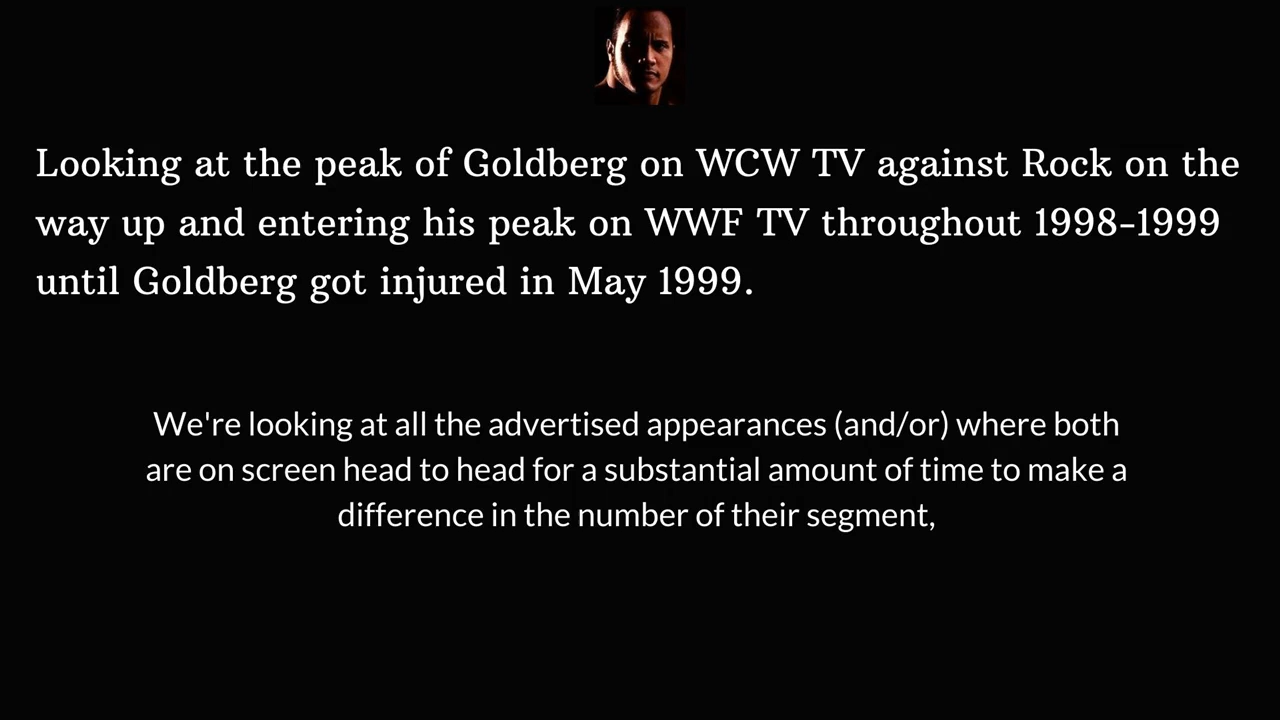 Looking at the peak of Goldberg on WCW TV against Rock on the
way up and entering his peak on WWF TV throughout 1998-1999
until Goldberg got injured in May 1999.
We're looking at all the advertised appearances (and/or) where both
are on screen head to head for a substantial amount of time to make a
difference in the number of their segment,